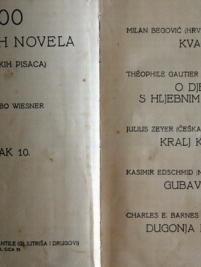 00
H NOVELA
KIH PISACA)
BO WIESNER
AK 10.
MILAN BEGOVIĆ (HRV
KVA
THÉOPHILE GAUTIER
O DJE
S HLJEBNIM
JULIUS ZEYER (ČEŠKA
KRALJ K
KASIMIR EDSCHMID (N
GUBAV
CHARLES E. BARNES
DUGONJA